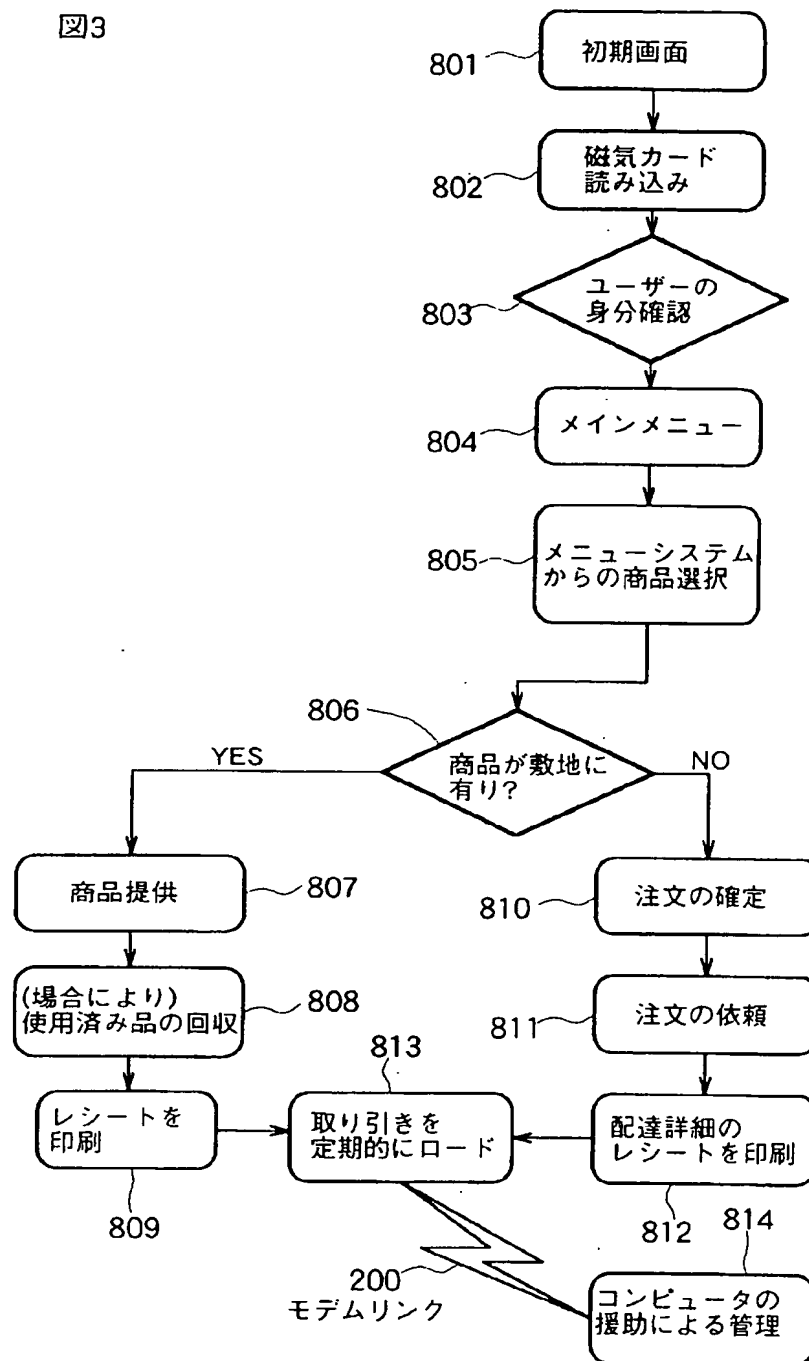 図3
801
初期画面
802
磁気カード
読み込み
803
ユーザーの
身分確認
804
メインメニュー
805
メニューシステム
からの商品選択
806
商品が敷地に
有り?
YES
NO
商品提供
807
(場合により)
使用済み品の回収
808
レシートを
印刷
809
810
注文の確定
811
注文の依頼
813
取り引きを
定期的にロード
配達詳細の
レシートを印刷
812
814
200
モデムリンク
コンピュータの
援助による管理